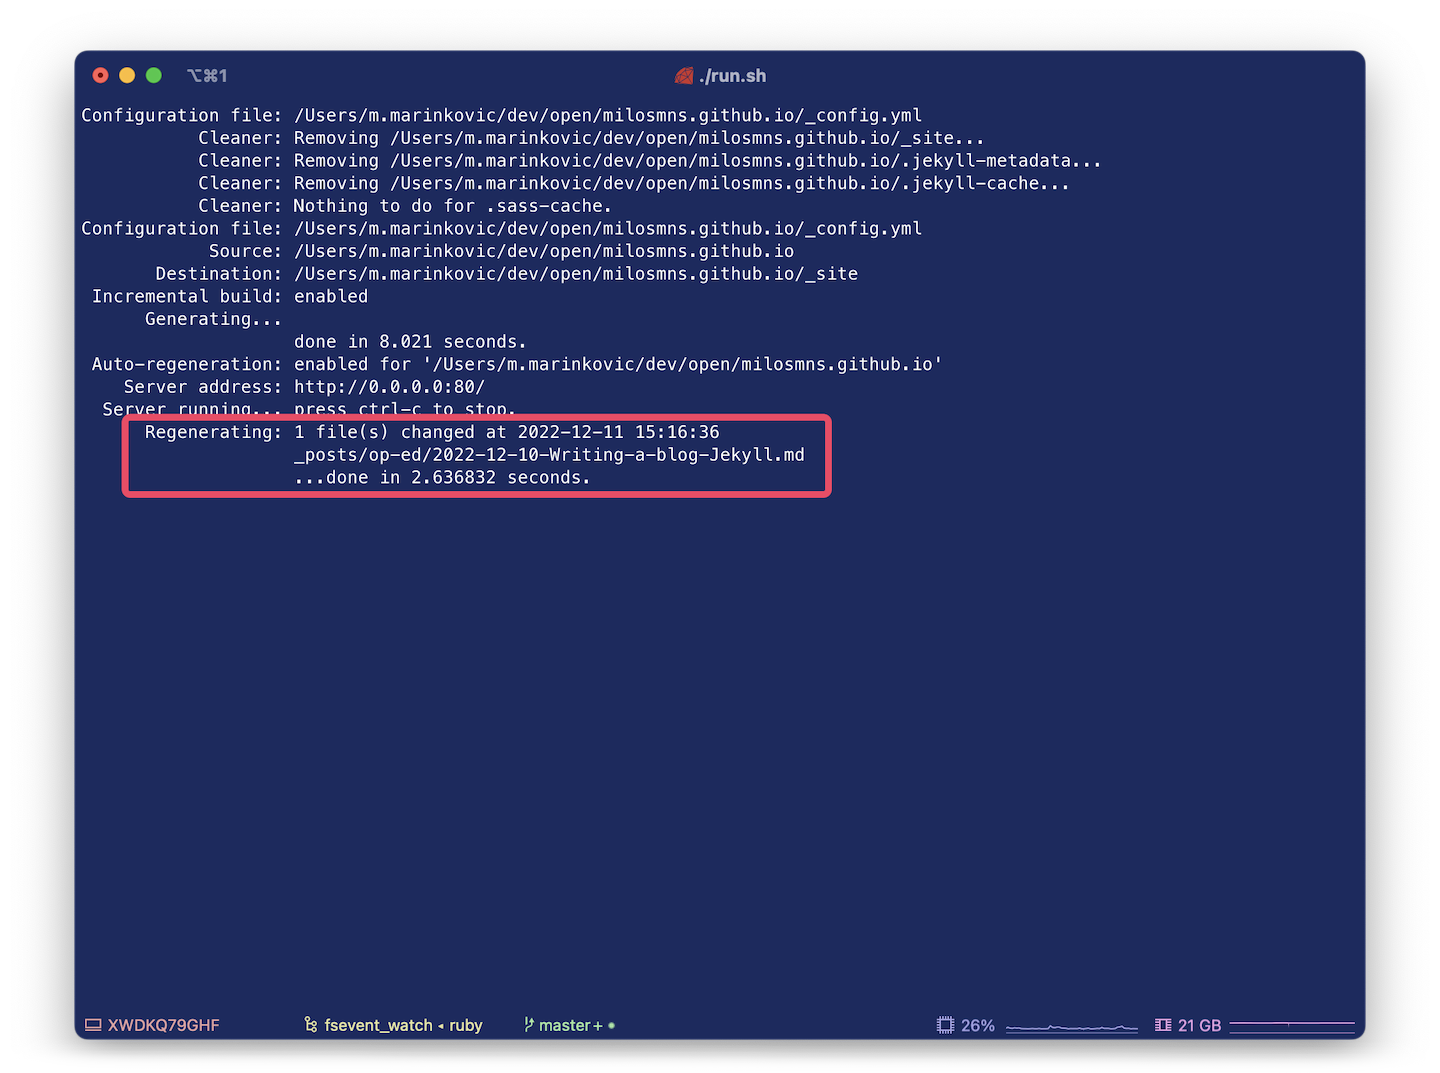 ⌥⌘1
./run.sh
Configuration file: /Users/m.marinkovic/dev/open/milosmns.github.io/_config.yml
Cleaner: Removing /Users/m.marinkovic/dev/open/milosmns.github.io/_site...
Cleaner: Removing /Users/m.marinkovic/dev/open/milosmns.github.io/.jekyll-metadata...
Cleaner: Removing /Users/m.marinkovic/dev/open/milosmns.github.io/.jekyll-cache...
Cleaner: Nothing to do for .sass-cache.
Configuration file: /Users/m.marinkovic/dev/open/milosmns.github.io/_config.yml
Source: /Users/m.marinkovic/dev/open/milosmns.github.io
Destination: /Users/m.marinkovic/dev/open/milosmns.github.io/_site
Incremental build: enabled
Generating...
done in 8.021 seconds.
Auto-regeneration: enabled for '/Users/m.marinkovic/dev/open/milosmns.github.io'
Server address: http://0.0.0.0:80/
Server running... press ctrl-c to stop.
Regenerating: 1 file(s) changed at 2022-12-11 15:16:36
_posts/op-ed/2022-12-10-Writing-a-blog-Jekyll.md
...done in 2.636832 seconds.
XWDKQ79GHF
fsevent_watch ◂ ruby
master + ●
26%
21 GB